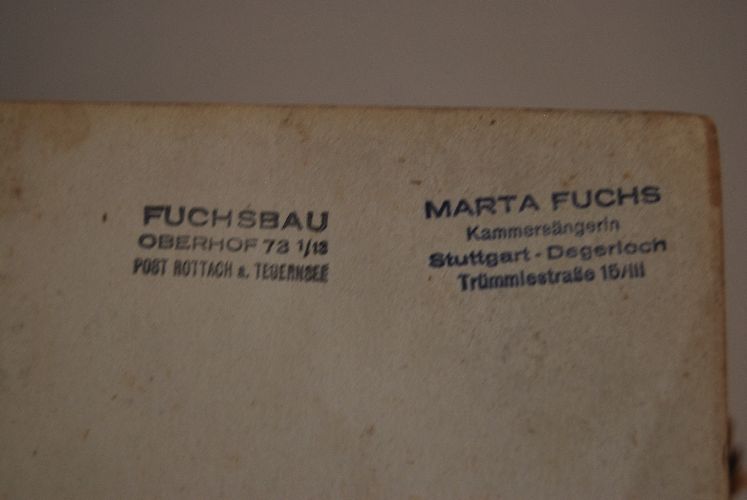 FUCHSBAU
OBERHOF 73 1/13
POST ROTTACH a. TEGERNSEE
MARTA FUCHS
Kammersängerin
Stuttgart - Degerloch
Trümmlestraße 15/III